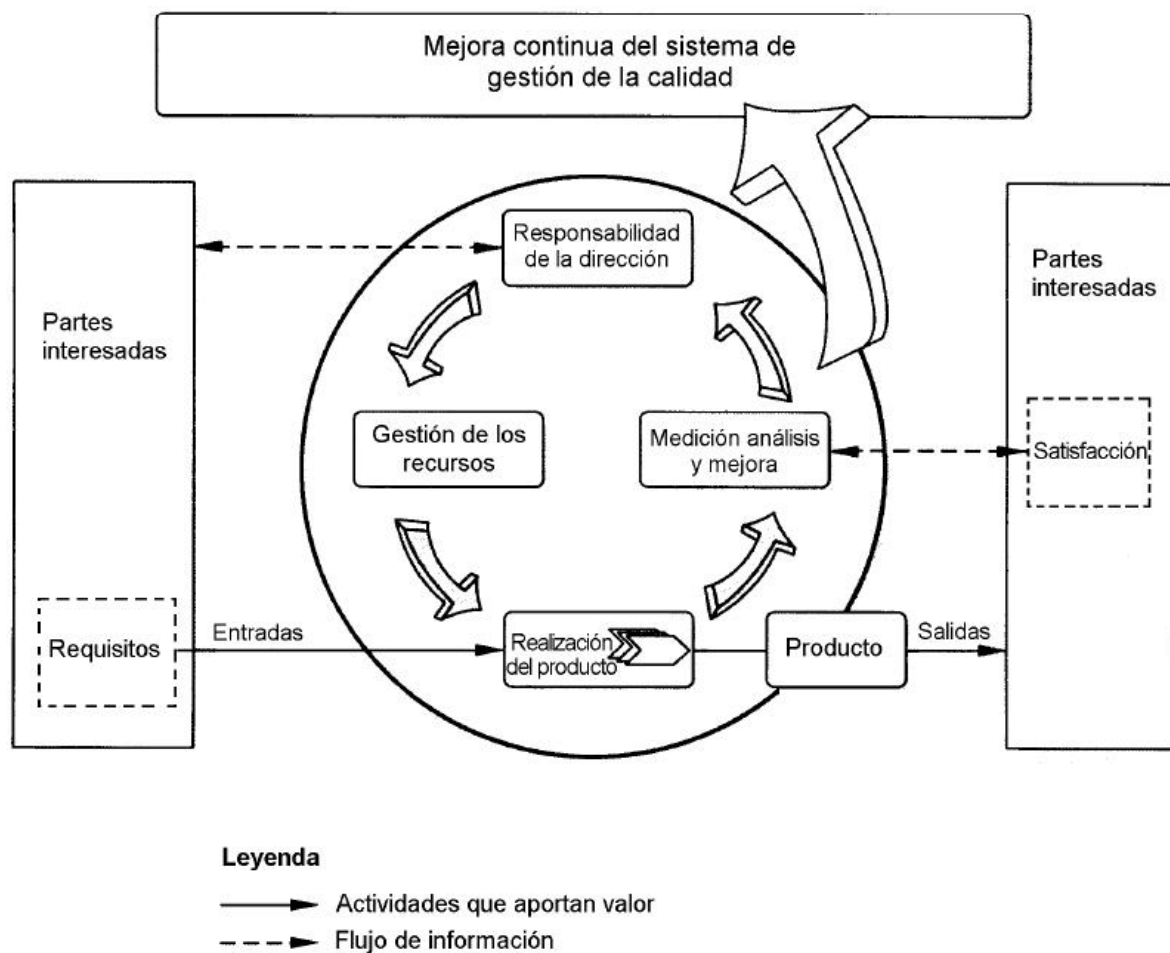 Mejora continua del sistema de
gestión de la calidad
Responsabilidad
de la dirección
Partes
interesadas
Partes
interesadas
Gestión de los
recursos
Medición análisis
y mejora
Satisfacción
Requisitos
Entradas
Realización
del producto
Producto
Salidas
Leyenda
Actividades que aportan valor
Flujo de información